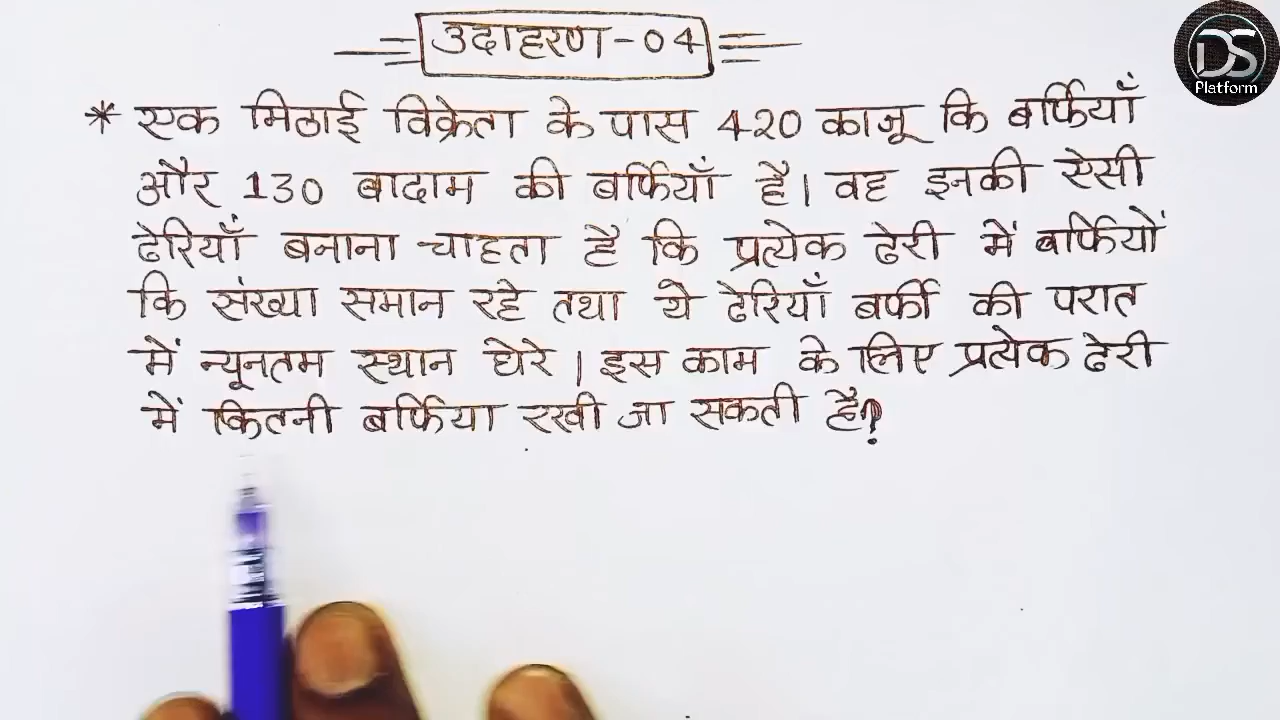 उदाहरण-04
DS
Platform
* एक मिठाई विक्रेता के पास 420 काजू कि बर्फियाँ
और 130 बादाम की बर्फियाँ है। वह इनकी ऐसी
ढेरियाँ बनाना चाहता है कि प्रत्येक ढेरी में बर्फियों
कि संख्या समान रहे तथा ये ढेरियाँ बर्फी की परात
में न्यूनतम स्थान घेरे। इस काम के लिए प्रत्येक ढेरी
में कितनी बर्फिया रखी जा सकती है?